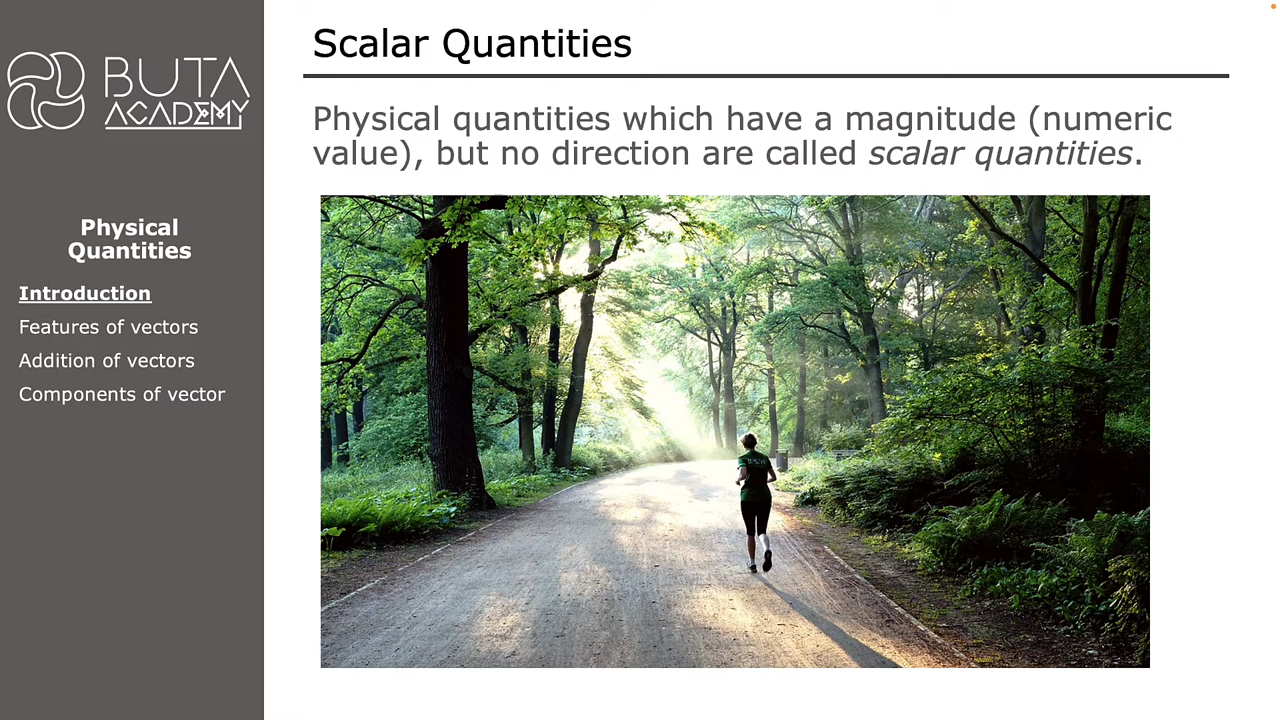 BUTA
ACADEMY
Physical
Quantities
Introduction
Features of vectors
Addition of vectors
Components of vector
Scalar Quantities
Physical quantities which have a magnitude (numeric
value), but no direction are called scalar quantities.